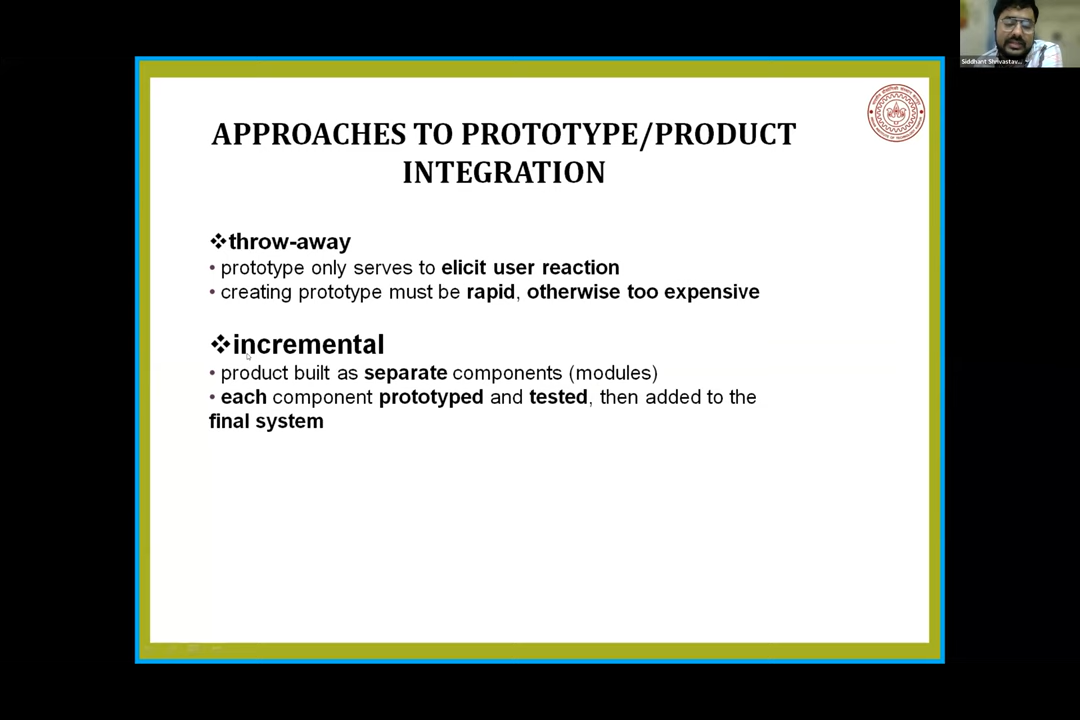 Siddhant Shrivastav...
APPROACHES TO PROTOTYPE/PRODUCT
INTEGRATION
❖throw-away
• prototype only serves to elicit user reaction
• creating prototype must be rapid, otherwise too expensive
❖incremental
• product built as separate components (modules)
• each component prototyped and tested, then added to the
final system